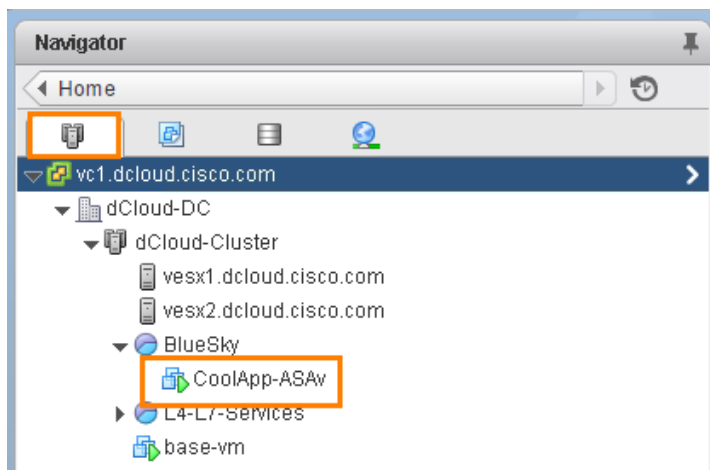 Navigator
Home
vc1.dcloud.cisco.com
dCloud-DC
dCloud-Cluster
vesx1.dcloud.cisco.com
vesx2.dcloud.cisco.com
BlueSky
CoolApp-ASAv
L4-L7-Services
base-vm